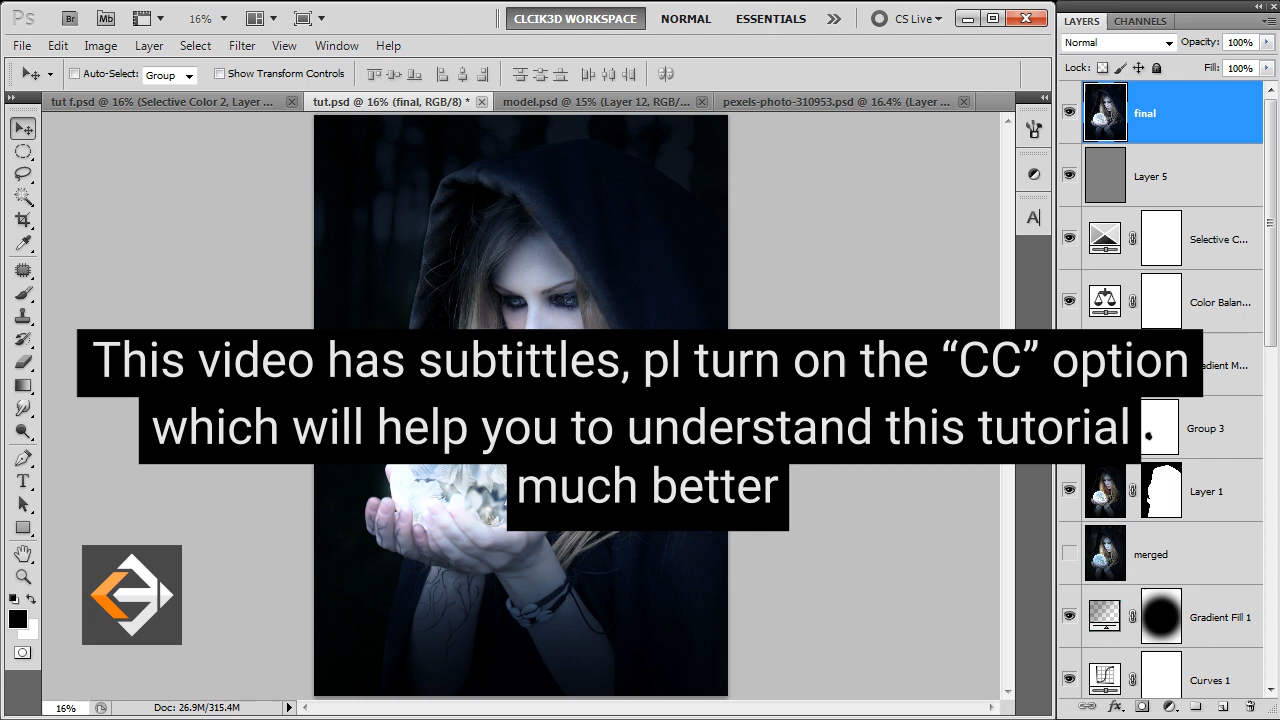 Ps
Br
Mb
16%
CLCIK3D WORKSPACE
NORMAL
ESSENTIALS
CS Live
File Edit Image Layer Select Filter View Window Help
Auto-Select: Group Show Transform Controls
tut f.psd @ 16% (Selective Color 2, Layer ...
tut.psd @ 16% (final, RGB/8) *
model.psd @ 15% (Layer 12, RGB/...
pexels-photo-310953.psd @ 16.4% (Layer ...
LAYERS CHANNELS
Normal Opacity: 100%
Lock: Fill: 100%
final
Layer 5
Selective C...
Color Balan...
adient M...
Group 3
Layer 1
merged
Gradient Fill 1
Curves 1
This video has subtittles, pl turn on the “CC” option
which will help you to understand this tutorial
much better
16% Doc: 26.9M/315.4M